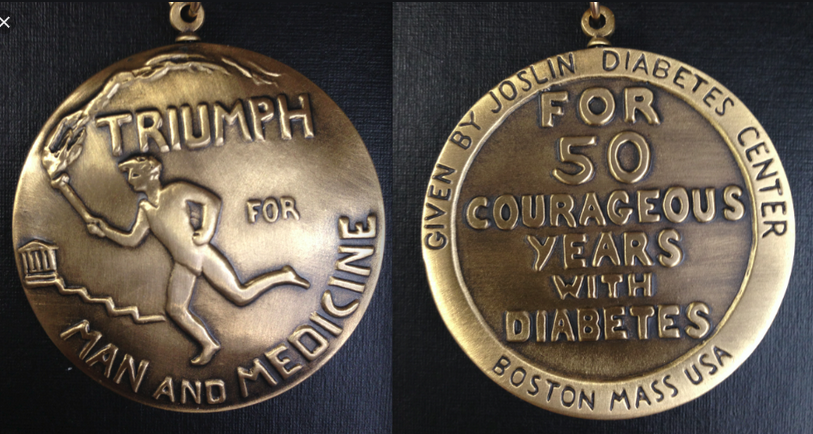 TRIUMPH
FOR
MAN AND MEDICINE
GIVEN BY JOSLIN DIABETES CENTER
FOR
50
COURAGEOUS
YEARS
WITH
DIABETES
BOSTON MASS USA